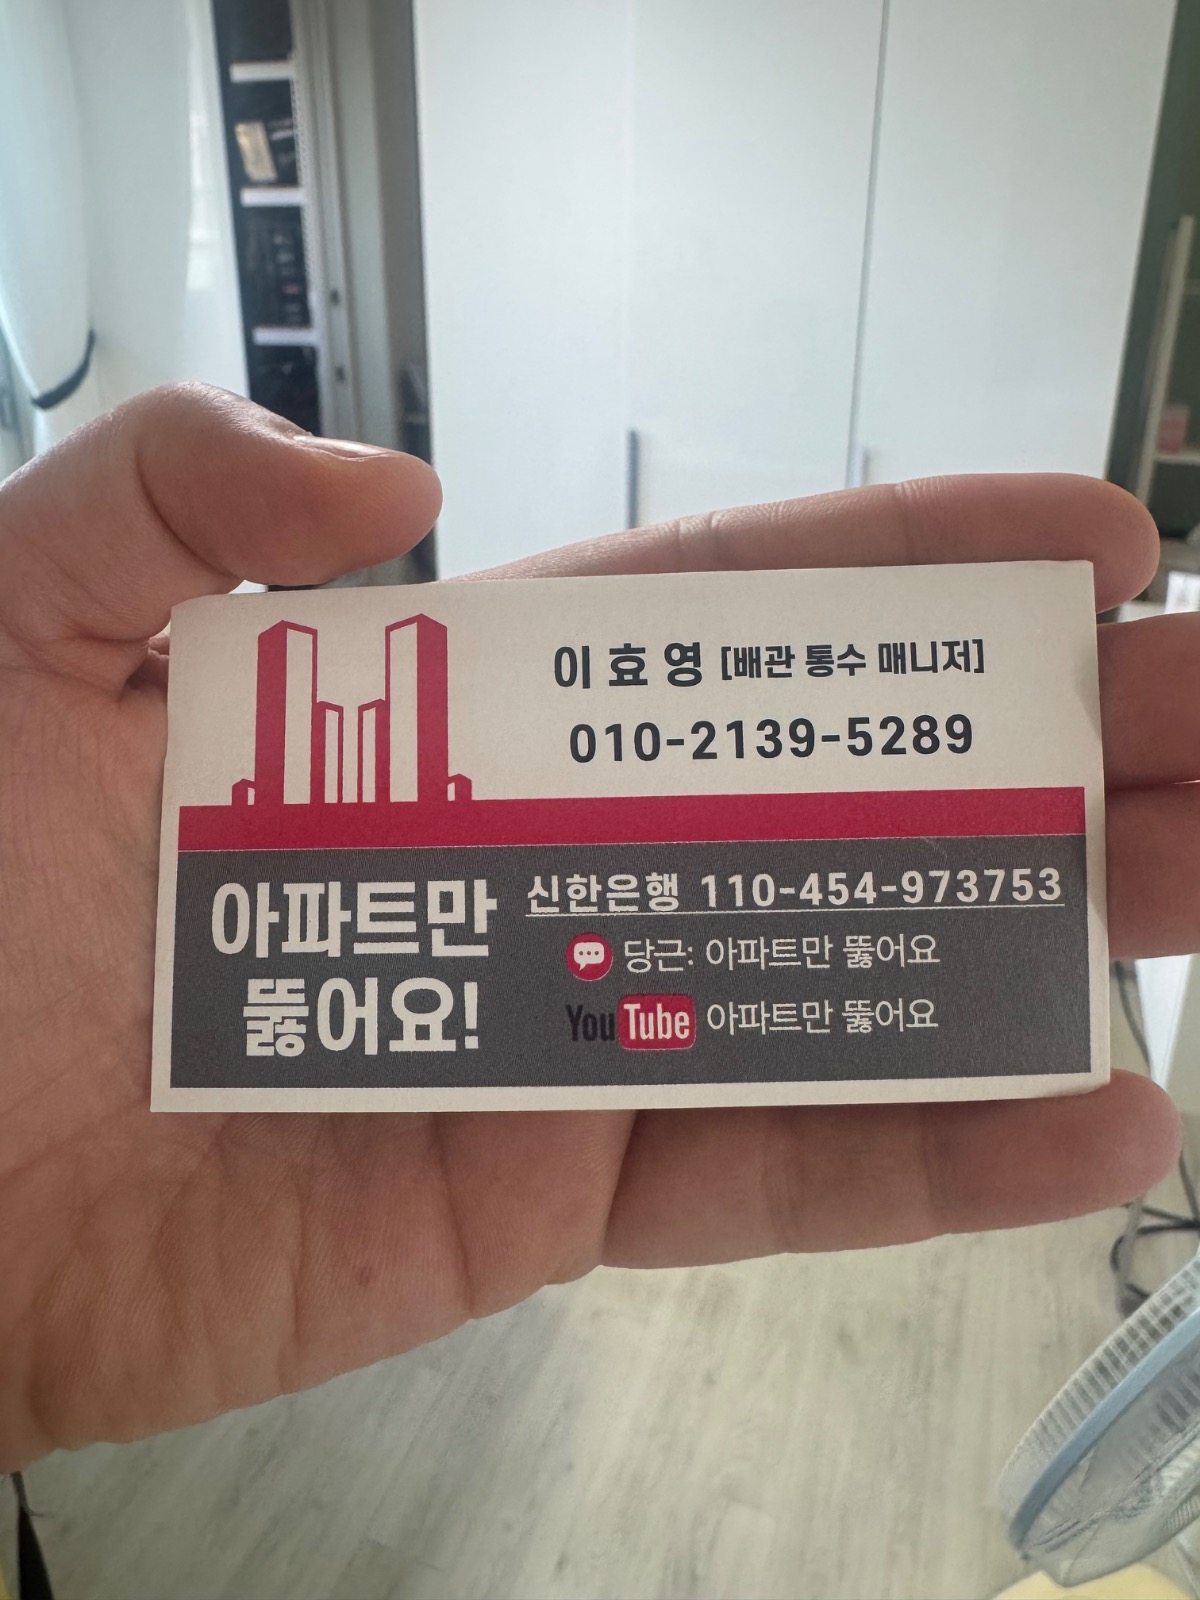 이효영 [배관 통수 매니저]
010-2139-5289
아파트만
뚫어요!
신한은행 110-454-973753
당근: 아파트만 뚫어요
YouTube 아파트만 뚫어요